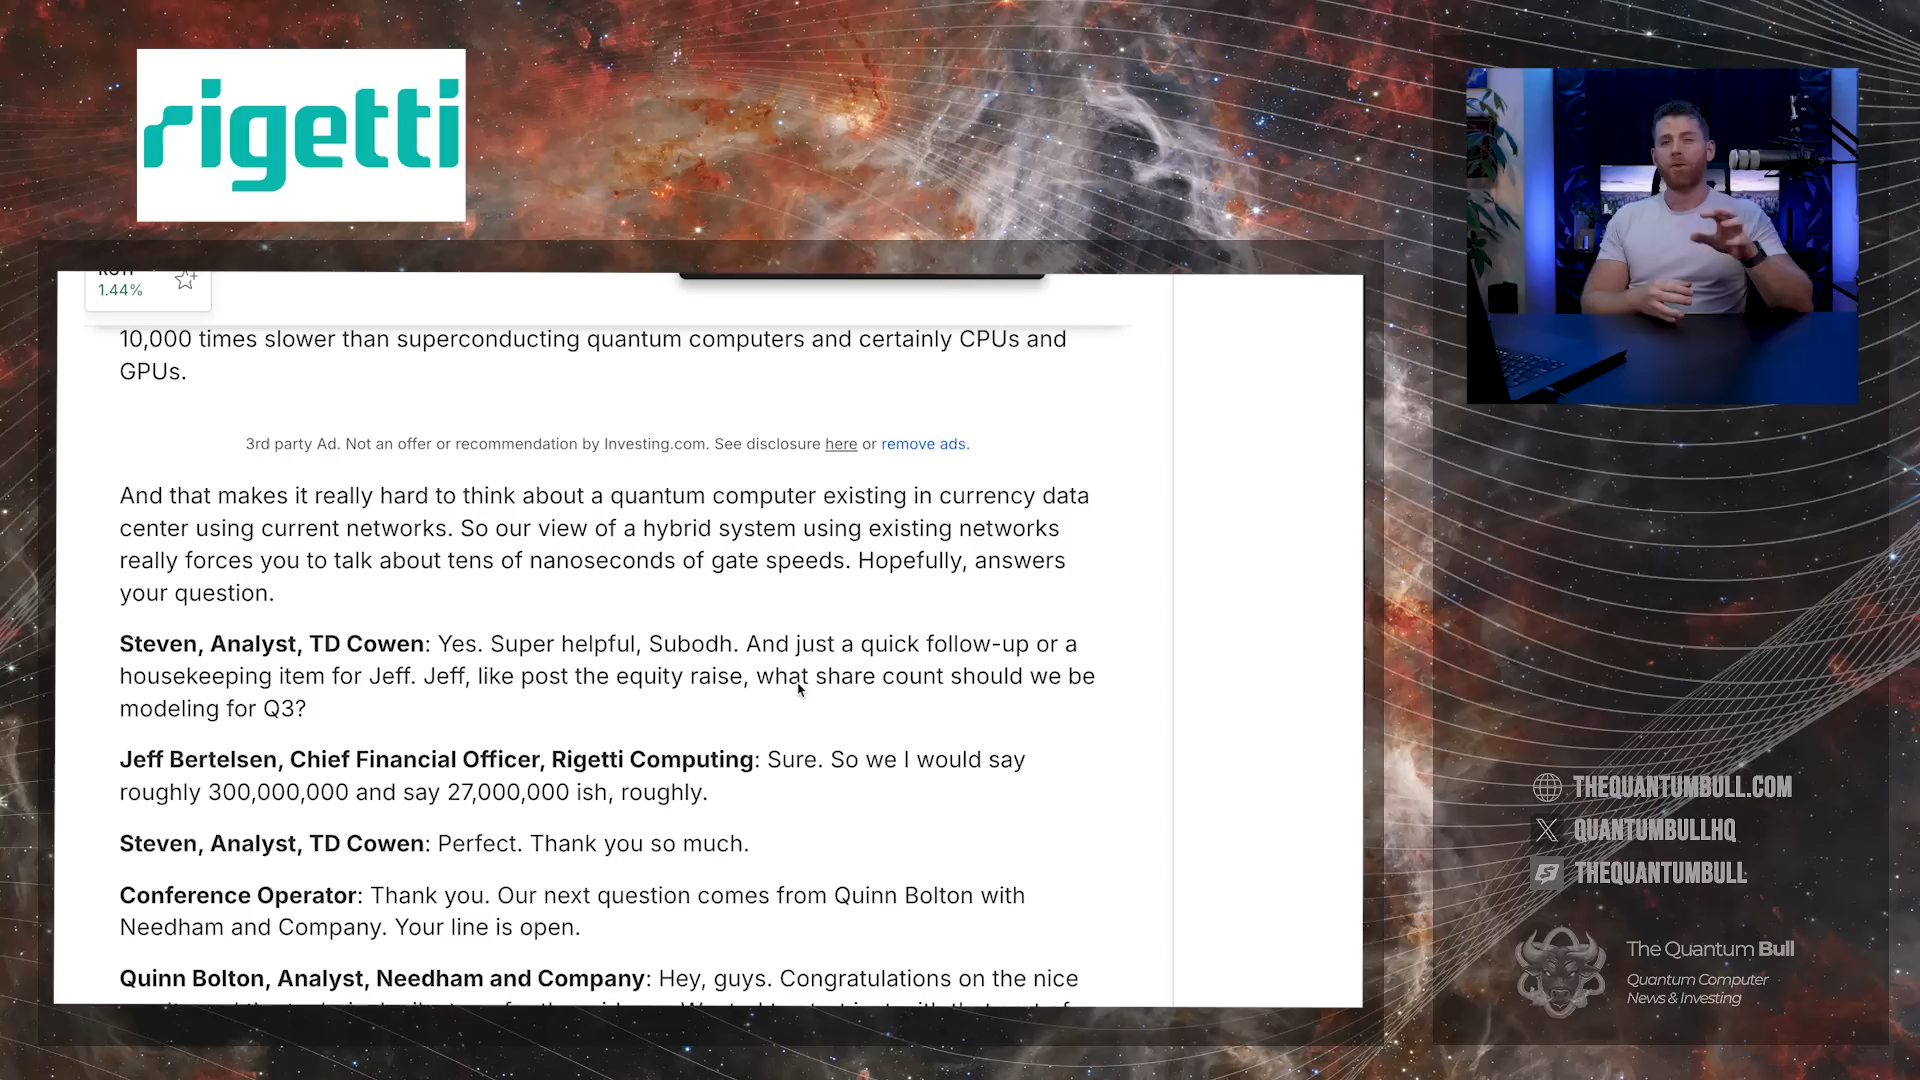 rigetti
1.44%
10,000 times slower than superconducting quantum computers and certainly CPUs and
GPUs.
3rd party Ad. Not an offer or recommendation by Investing.com. See disclosure here or remove ads.
And that makes it really hard to think about a quantum computer existing in currency data
center using current networks. So our view of a hybrid system using existing networks
really forces you to talk about tens of nanoseconds of gate speeds. Hopefully, answers
your question.
Steven, Analyst, TD Cowen: Yes. Super helpful, Subodh. And just a quick follow-up or a
housekeeping item for Jeff. Jeff, like post the equity raise, what share count should we be
modeling for Q3?
Jeff Bertelsen, Chief Financial Officer, Rigetti Computing: Sure. So we I would say
roughly 300,000,000 and say 27,000,000 ish, roughly.
Steven, Analyst, TD Cowen: Perfect. Thank you so much.
Conference Operator: Thank you. Our next question comes from Quinn Bolton with
Needham and Company. Your line is open.
Quinn Bolton, Analyst, Needham and Company: Hey, guys. Congratulations on the nice
THEQUANTUMBULL.COM
QUANTUMBULLHQ
THEQUANTUMBULL
The Quantum Bull
Quantum Computer
News & Investing